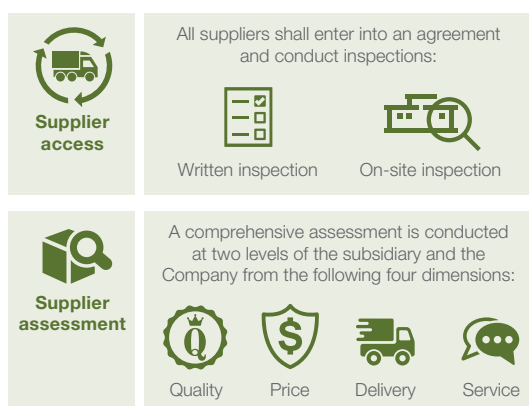 Supplier
access
All suppliers shall enter into an agreement
and conduct inspections:
Written inspection
On-site inspection
Supplier
assessment
A comprehensive assessment is conducted
at two levels of the subsidiary and the
Company from the following four dimensions:
Q
$
Quality
Price
Delivery
Service